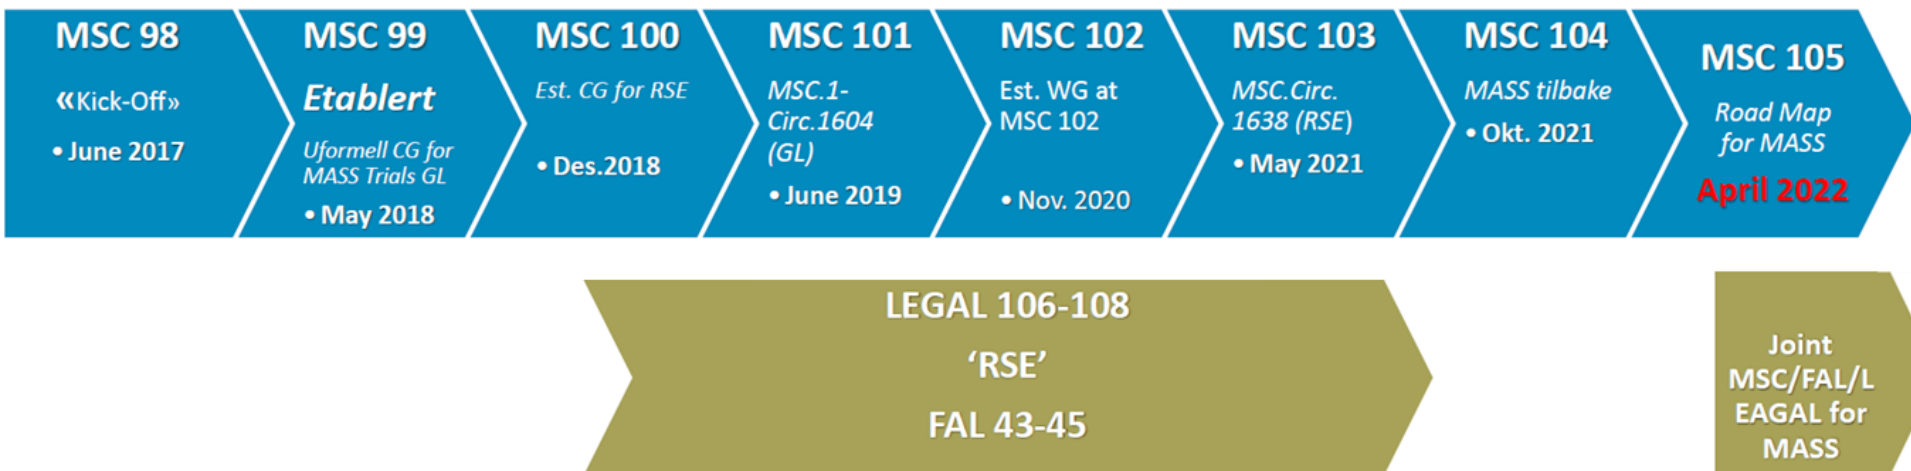 MSC 98
«Kick-Off»
• June 2017
MSC 99
Etablert
Uformell CG for
MASS Trials GL
• May 2018
MSC 100
Est. CG for RSE
• Des.2018
MSC 101
MSC.1-
Circ.1604
(GL)
• June 2019
MSC 102
Est. WG at
MSC 102
• Nov. 2020
MSC 103
MSC.Circ.
1638 (RSE)
• May 2021
MSC 104
MASS tilbake
• Okt. 2021
MSC 105
Road Map
for MASS
April 2022
LEGAL 106-108
‘RSE’
FAL 43-45
Joint
MSC/FAL/L
EAGAL for
MASS